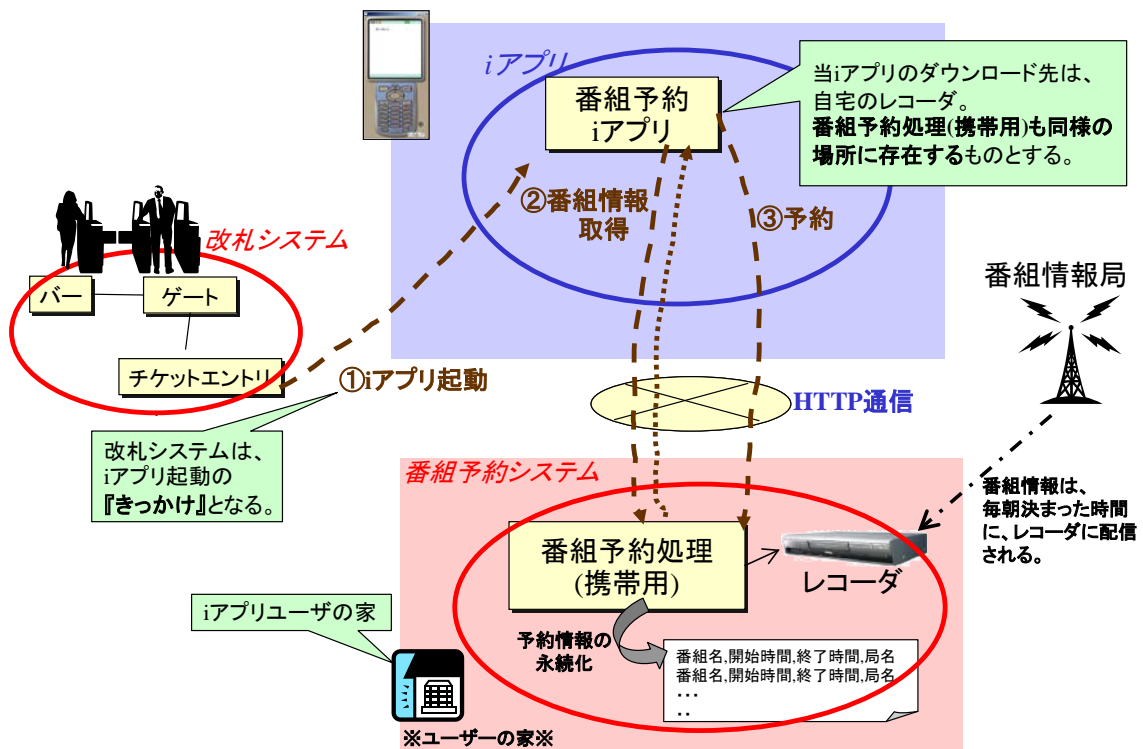 iアプリ
番組予約
iアプリ
当iアプリのダウンロード先は、
自宅のレコーダ。
番組予約処理(携帯用)も同様の
場所に存在するものとする。
②番組情報
取得
③予約
改札システム
バー
ゲート
チケットエントリ
①iアプリ起動
番組情報局
HTTP通信
改札システムは、
iアプリ起動の
『きっかけ』となる。
番組予約システム
番組情報は、
毎朝決まった時間
に、レコーダに配信
される。
番組予約処理
(携帯用)
レコーダ
iアプリユーザの家
予約情報の
永続化
番組名,開始時間,終了時間,局名
番組名,開始時間,終了時間,局名
・・・
・・
※ユーザーの家※